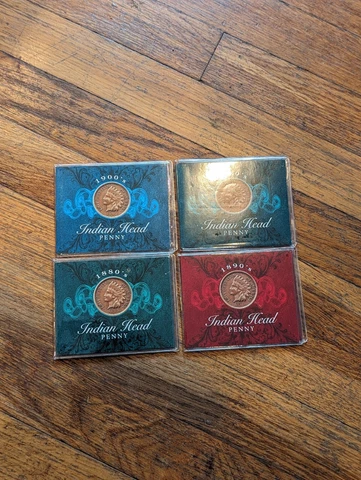 1900's
Indian Head
PENNY
Indian Head
PENNY
1880's
Indian Head
PENNY
1890's
Indian Head
PENNY